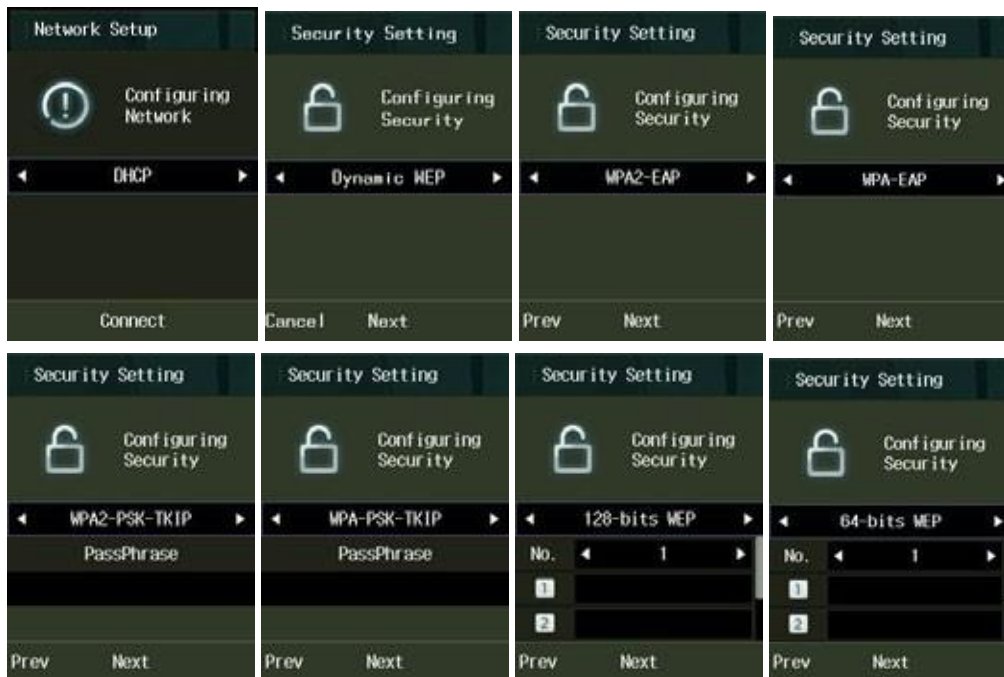 Network Setup
Configuring
Network
DHCP
Connect
Security Setting
Configuring
Security
Dynamic WEP
Cancel Next
Security Setting
Configuring
Security
WPA2-EAP
Prev Next
Security Setting
Configuring
Security
WPA-EAP
Prev Next
Security Setting
Configuring
Security
WPA2-PSK-TKIP
PassPhrase
Prev Next
Security Setting
Configuring
Security
WPA-PSK-TKIP
PassPhrase
Prev Next
Security Setting
Configuring
Security
128-bits WEP
No. 1
1
2
Prev Next
Security Setting
Configuring
Security
64-bits WEP
No. 1
1
2
Prev Next